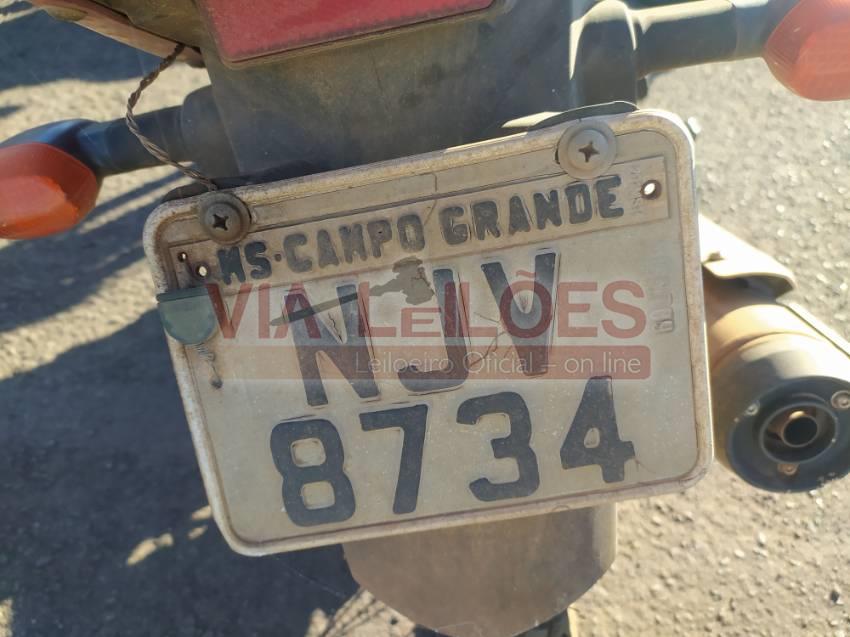 MS·CAMPO GRANDE
NJV
8734
VIA LEILÕES
Leiloeiro Oficial – on line